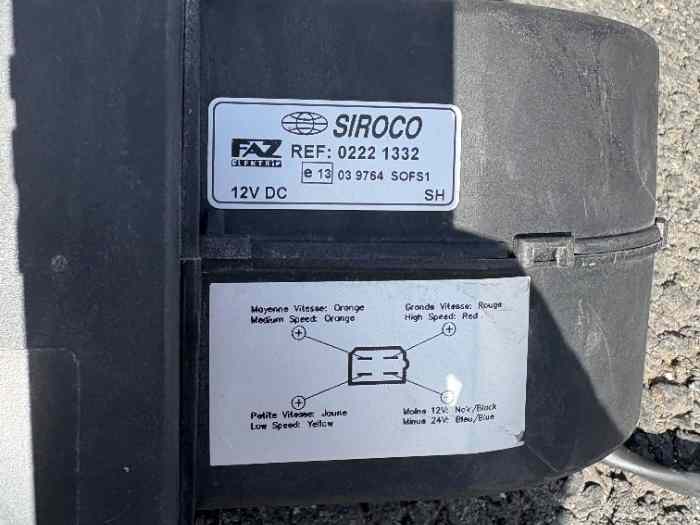 SIROCO
FAZ ELEKTRIK REF: 0222 1332
e 13 03 9764 SOFS1
12V DC SH
Moyenne Vitesse: Orange
Medium Speed: Orange
Grande Vitesse: Rouge
High Speed: Red
Petite Vitesse: Jaune
Low Speed: Yellow
Moins 12V: Noir/Black
Minus 24V: Bleu/Blue